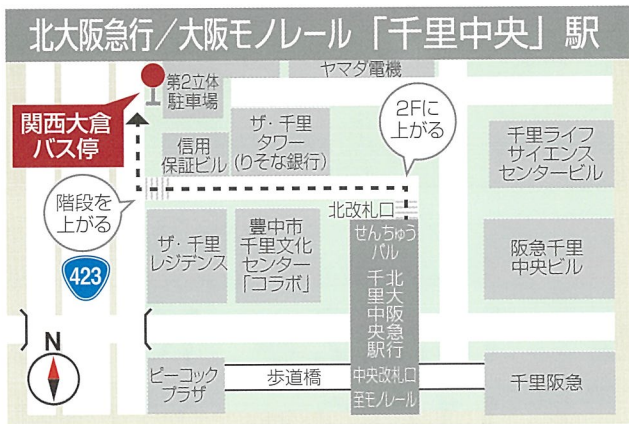 北大阪急行／大阪モノレール「千里中央」駅
ヤマダ電機
第2立体
駐車場
関西大倉
バス停
2Fに
上がる
ザ・千里
タワー
(りそな銀行)
信用
保証ビル
千里ライフ
サイエンス
センタービル
階段を
上がる
北改札口
せんちゅう
パル
ザ・千里
レジデンス
豊中市
千里文化
センター
「コラボ」
阪急千里
中央ビル
423
北大阪急行
千里中央駅
N
ピーコック
プラザ
歩道橋
中央改札口
至モノレール
千里阪急